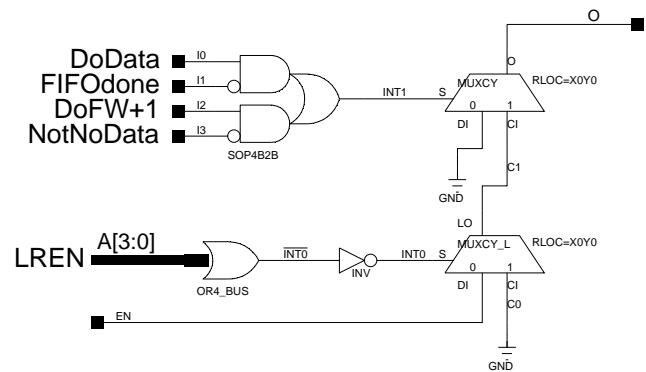 O
DoData I0
FIFOdone I1
DoFW+1 I2
NotNoData I3
SOP4B2B
INT1
S
O
MUXCY
RLOC=X0Y0
0 1
DI CI
GND
C1
LO
LREN A[3:0]
OR4_BUS
INT0
INV
INT0
S
MUXCY_L
RLOC=X0Y0
0 1
DI CI
C0
EN
GND